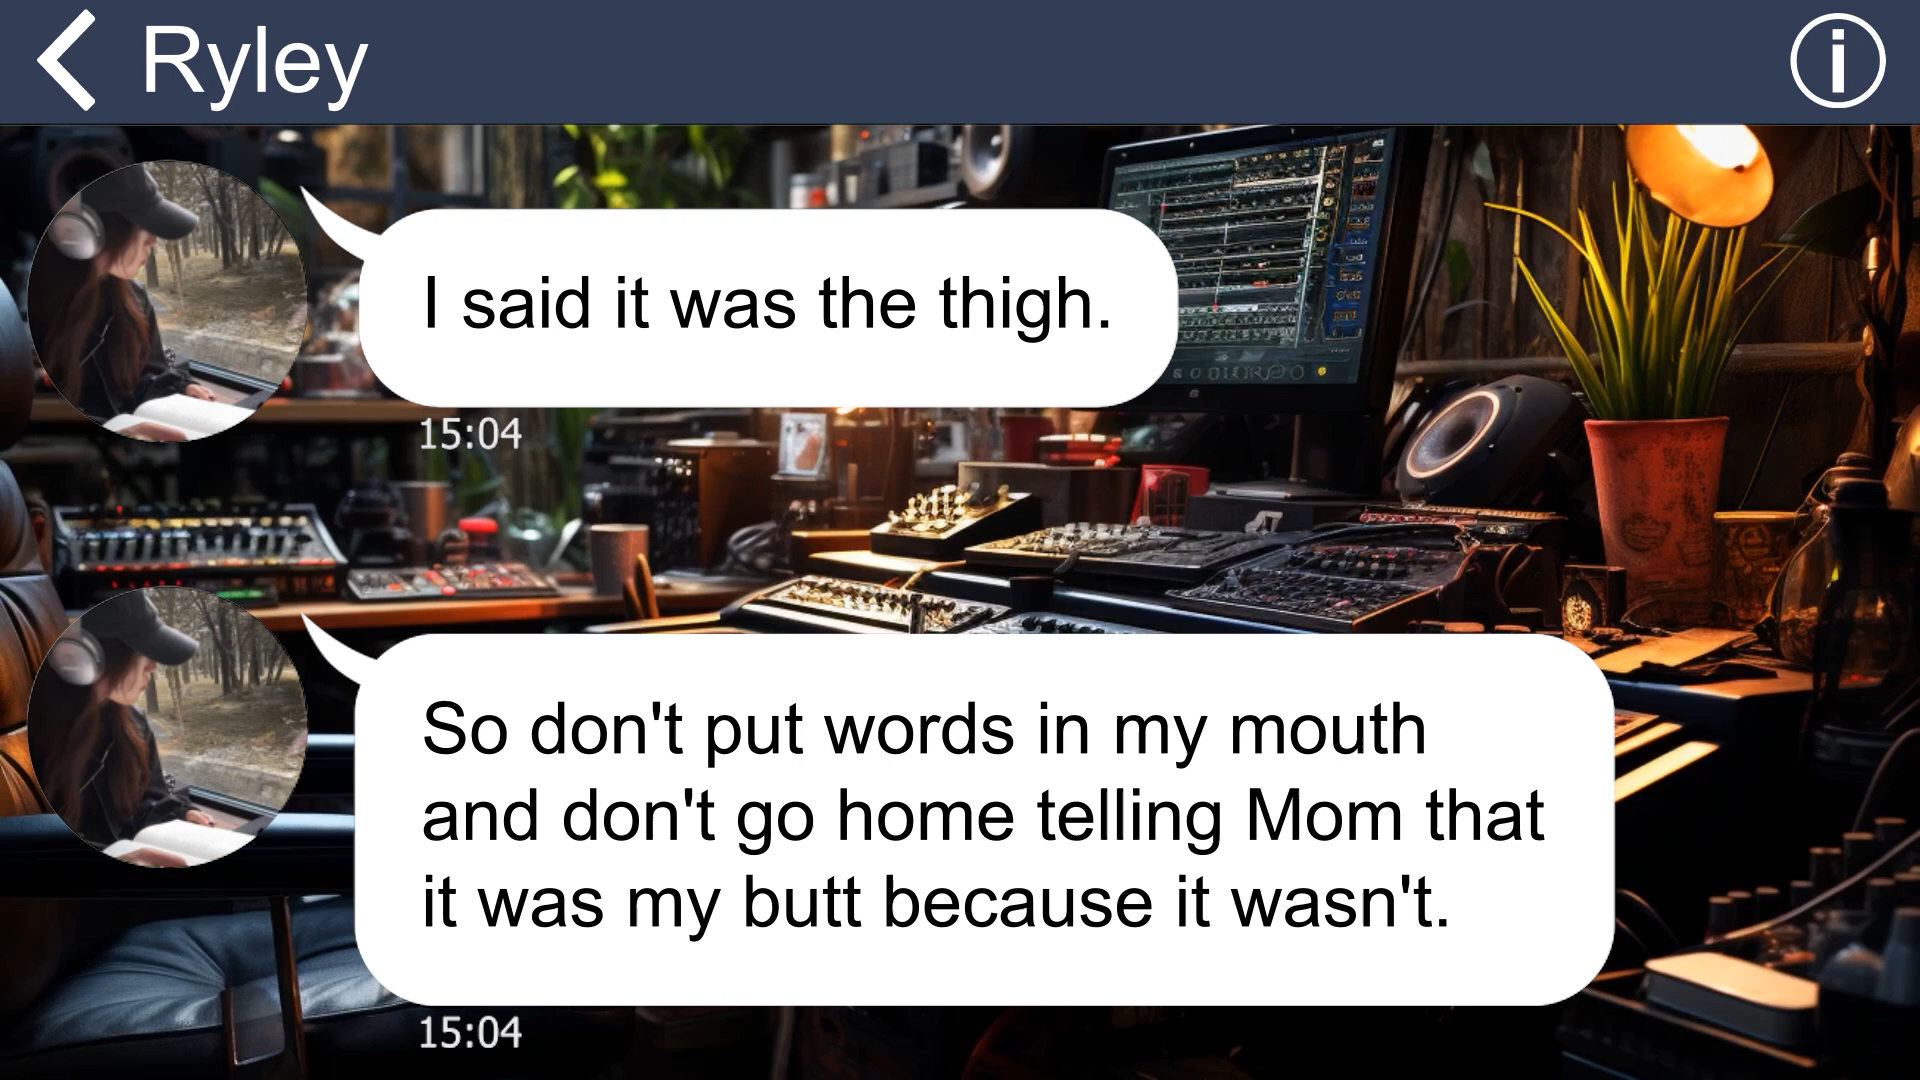 Ryley
I said it was the thigh.
15:04
So don't put words in my mouth
and don't go home telling Mom that
it was my butt because it wasn't.
15:04